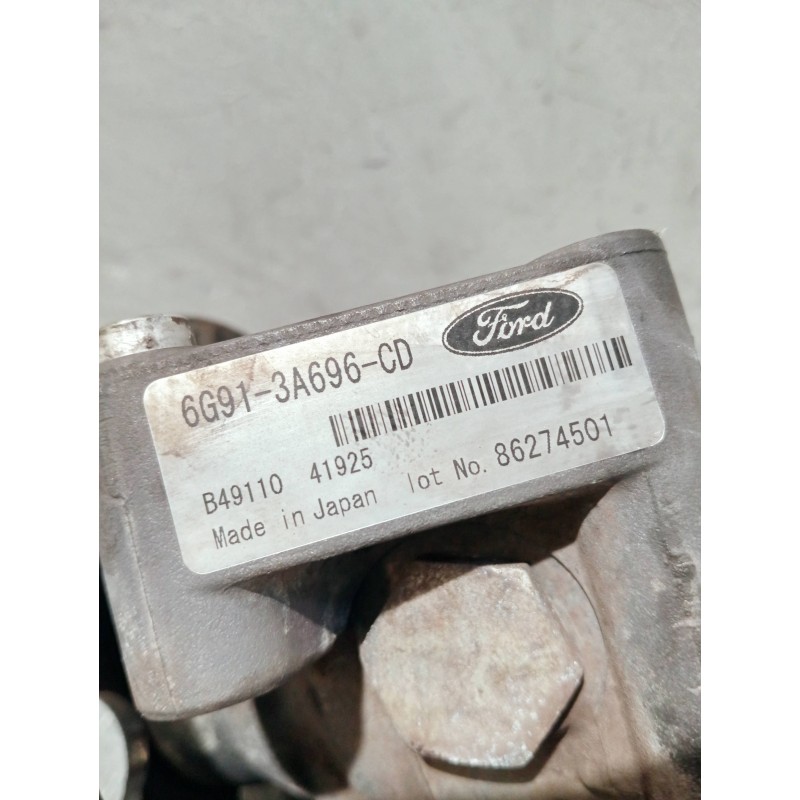 Ford
6G91-3A696-CD
B49110 41925
Made in Japan lot No. 86274501